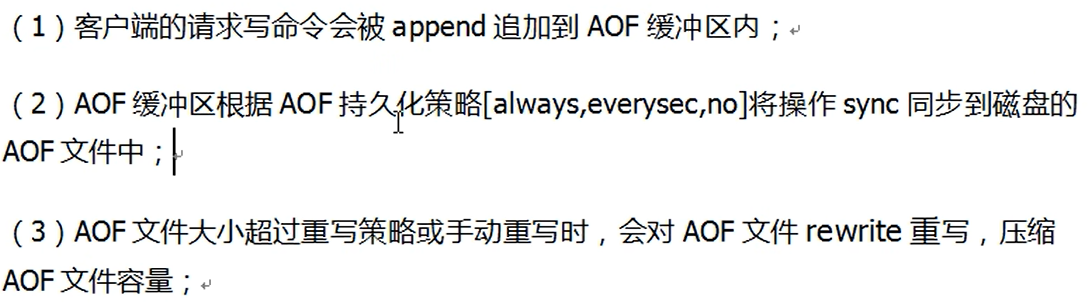 （1）客户端的请求写命令会被 append 追加到 AOF 缓冲区内；
（2）AOF 缓冲区根据 AOF 持久化策略[always,everysec,no]将操作 sync 同步到磁盘的
AOF 文件中；
（3）AOF 文件大小超过重写策略或手动重写时，会对 AOF 文件 rewrite 重写，压缩
AOF 文件容量；